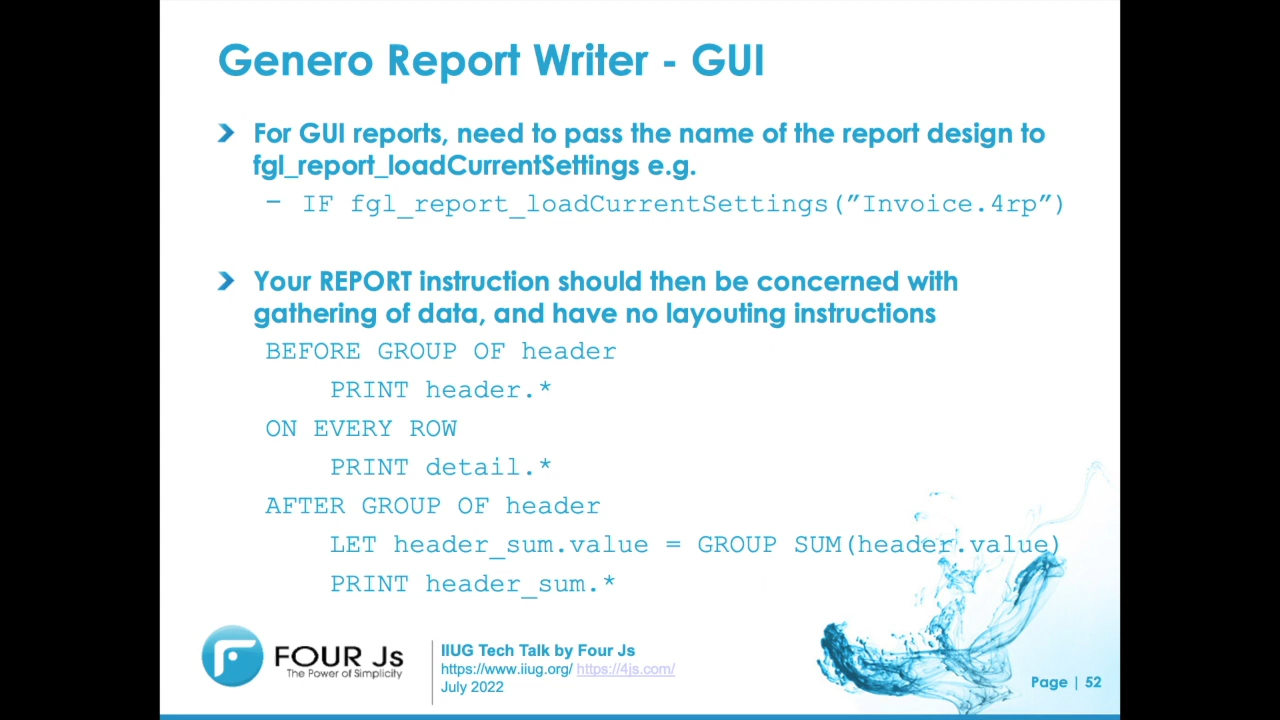 Genero Report Writer - GUI
For GUI reports, need to pass the name of the report design to
fgl_report_loadCurrentSettings e.g.
– IF fgl_report_loadCurrentSettings(”Invoice.4rp”)
Your REPORT instruction should then be concerned with
gathering of data, and have no layouting instructions
BEFORE GROUP OF header
PRINT header.*
ON EVERY ROW
PRINT detail.*
AFTER GROUP OF header
LET header_sum.value = GROUP SUM(header.value)
PRINT header_sum.*
FOUR Js
The Power of Simplicity
IIUG Tech Talk by Four Js
https://www.iiug.org/ https://4js.com/
July 2022
Page | 52